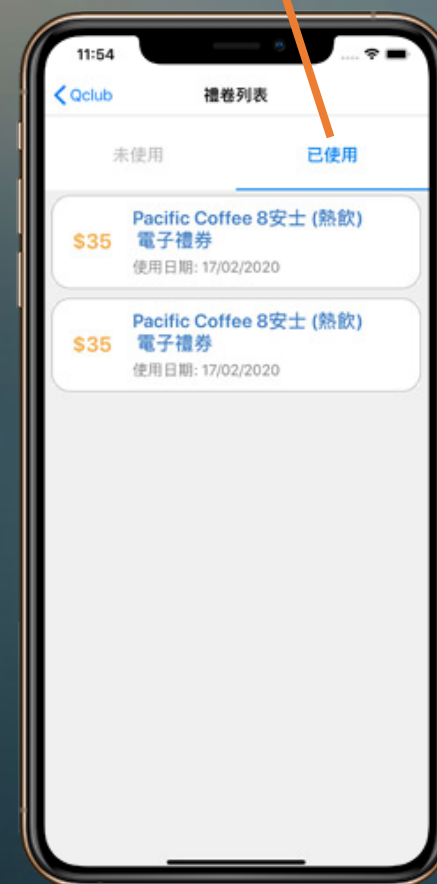 11:54
Qclub
禮卷列表
未使用
已使用
Pacific Coffee 8安士 (熱飲)
$35
電子禮券
使用日期: 17/02/2020
Pacific Coffee 8安士 (熱飲)
$35
電子禮券
使用日期: 17/02/2020